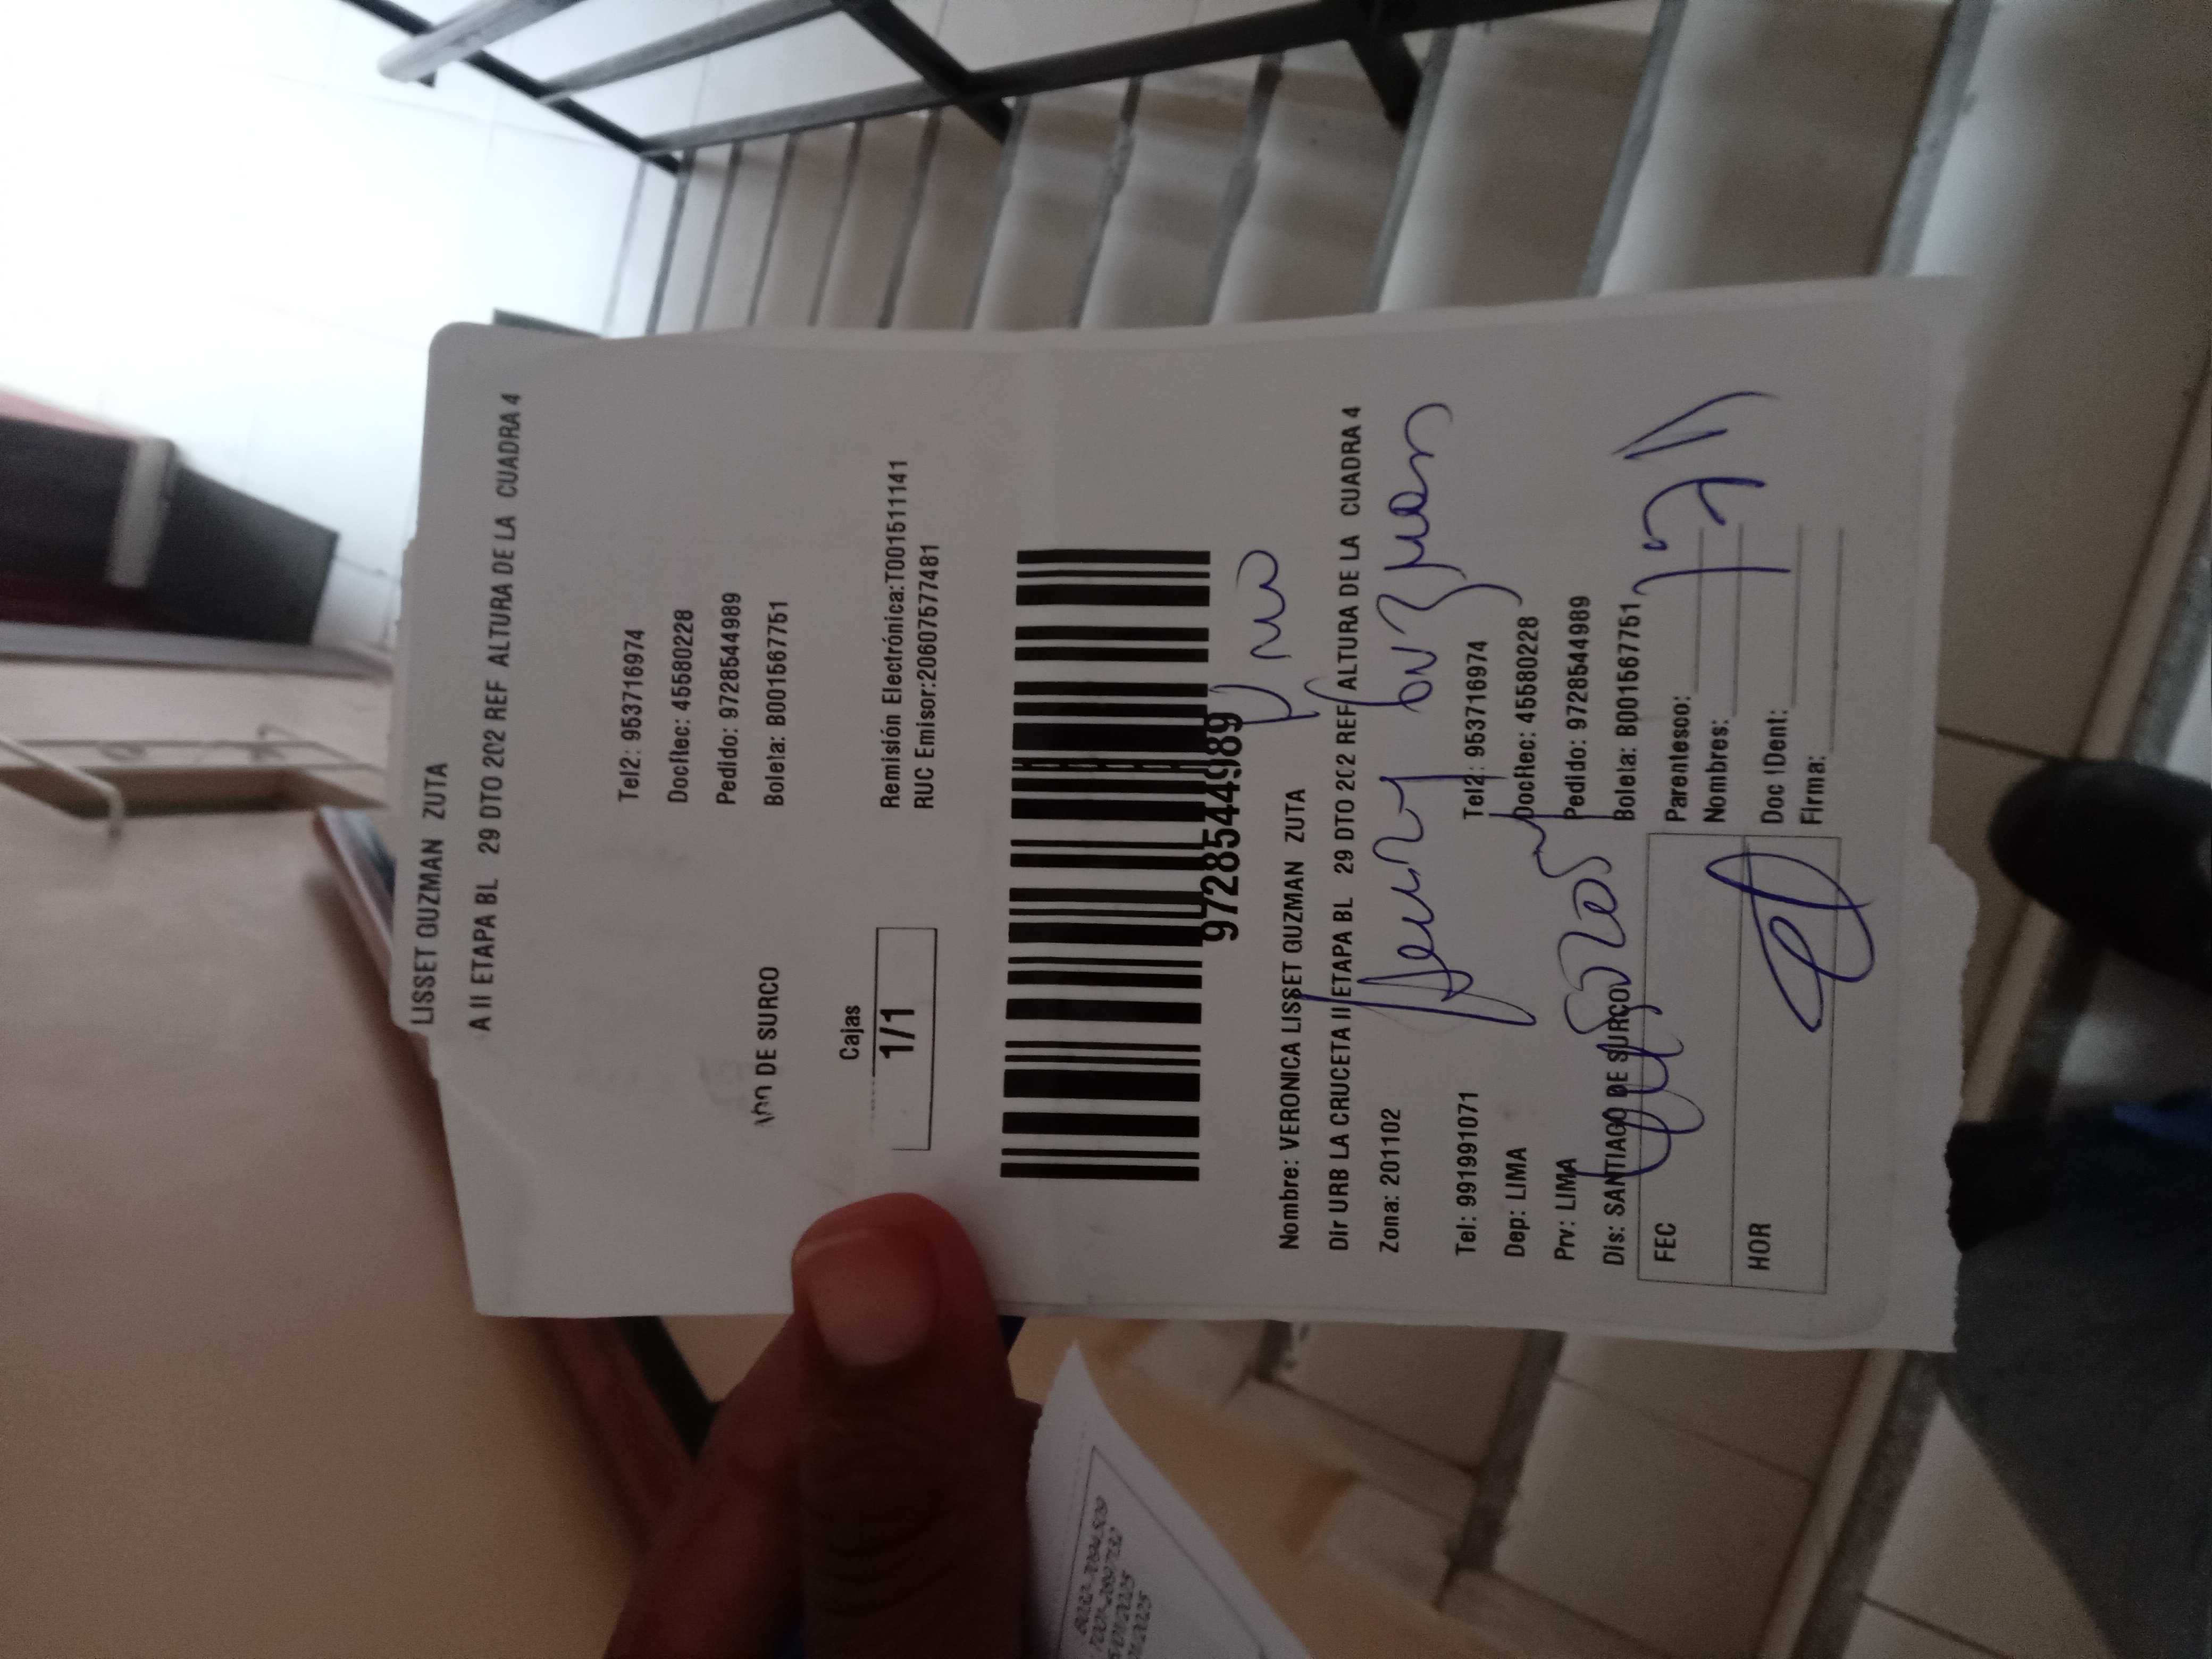 LISSET GUZMAN ZUTA
A II ETAPA BL 29 DTO 202 REF ALTURA DE LA CUADRA 4
Tel2: 953716974
DocRec: 45580228
Pedido: 9728544989
DE SURCO
Boleta: B001567751
Cajas
1/1
Remisión Electrónica:T001511141
RUC Emisor:20607577481
9728544989
Nombre: VERONICA LISSET GUZMAN ZUTA
Dir URB LA CRUCETA II ETAPA BL 29 DTO 202 REF ALTURA DE LA CUADRA 4
Zona: 201102
Henry Guzman
Tel: 991991071
Tel2: 953716974
Dep: LIMA
DocRec: 45580228
Prv: LIMA
Pedido: 9728544989
Dis: SANTIAGO DE SURCO
Boleta: B001567751
FEC
Parentesco:
Nombres:
HOR
Doc IDent:
Firma: